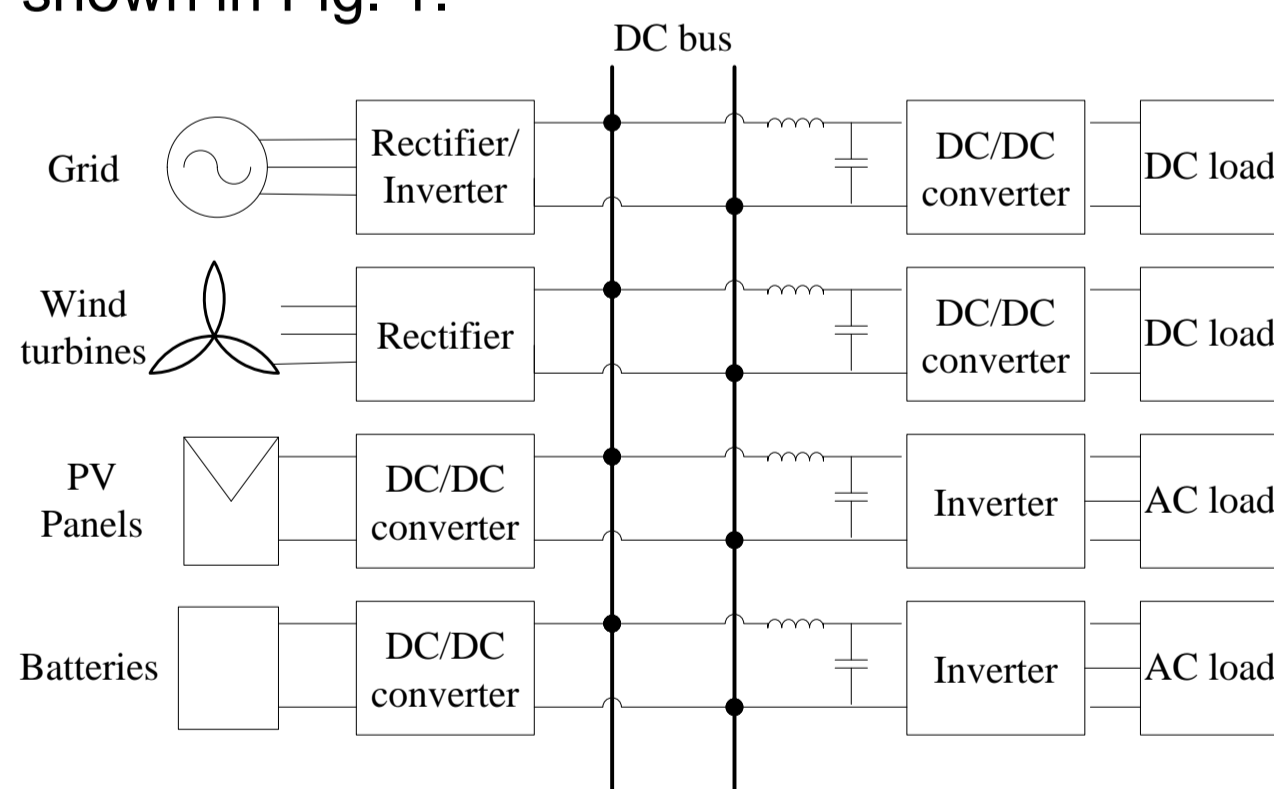 shown in Fig. 1.
DC bus
Grid
Rectifier/
Inverter
DC/DC
converter
DC load
Wind
turbines
Rectifier
DC/DC
converter
DC load
PV
Panels
DC/DC
converter
Inverter
AC load
Batteries
DC/DC
converter
Inverter
AC load